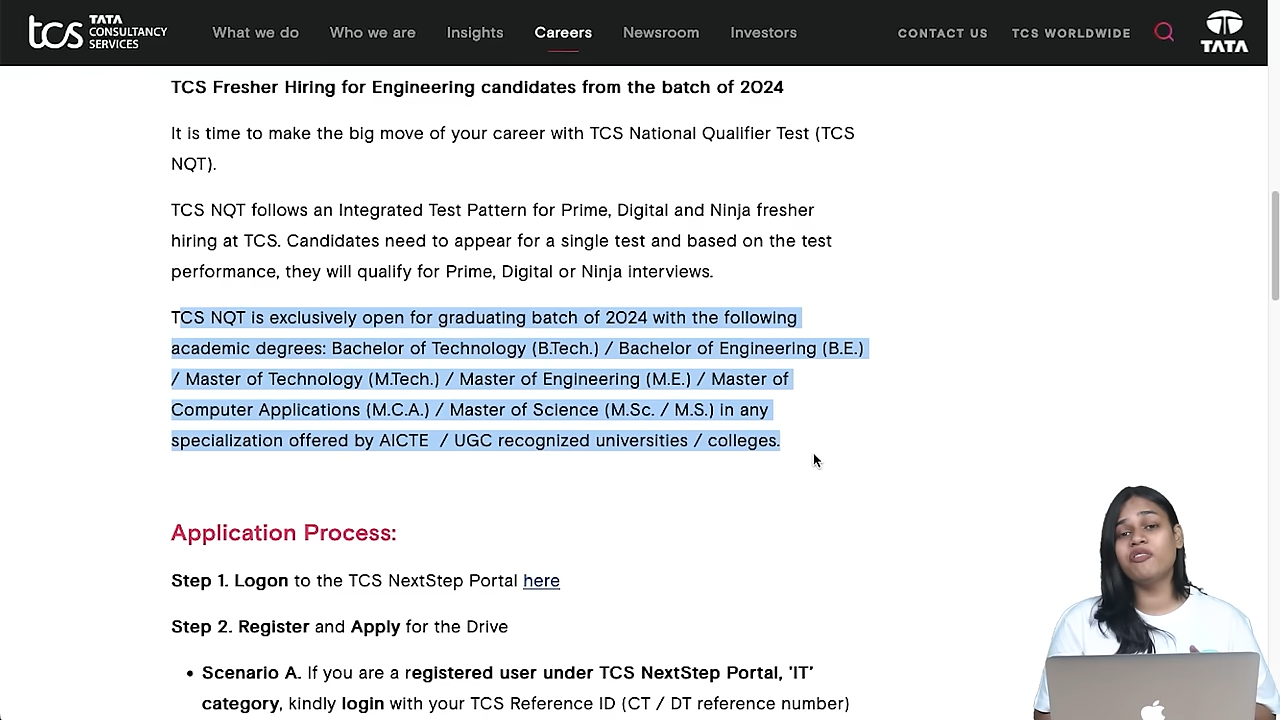 tcs TATA CONSULTANCY SERVICES What we do Who we are Insights Careers Newsroom Investors CONTACT US TCS WORLDWIDE TATA
TCS Fresher Hiring for Engineering candidates from the batch of 2024
It is time to make the big move of your career with TCS National Qualifier Test (TCS
NQT).
TCS NQT follows an Integrated Test Pattern for Prime, Digital and Ninja fresher
hiring at TCS. Candidates need to appear for a single test and based on the test
performance, they will qualify for Prime, Digital or Ninja interviews.
TCS NQT is exclusively open for graduating batch of 2024 with the following
academic degrees: Bachelor of Technology (B.Tech.) / Bachelor of Engineering (B.E.)
/ Master of Technology (M.Tech.) / Master of Engineering (M.E.) / Master of
Computer Applications (M.C.A.) / Master of Science (M.Sc. / M.S.) in any
specialization offered by AICTE / UGC recognized universities / colleges.
Application Process:
Step 1. Logon to the TCS NextStep Portal here
Step 2. Register and Apply for the Drive
• Scenario A. If you are a registered user under TCS NextStep Portal, 'IT'
category, kindly login with your TCS Reference ID (CT / DT reference number)